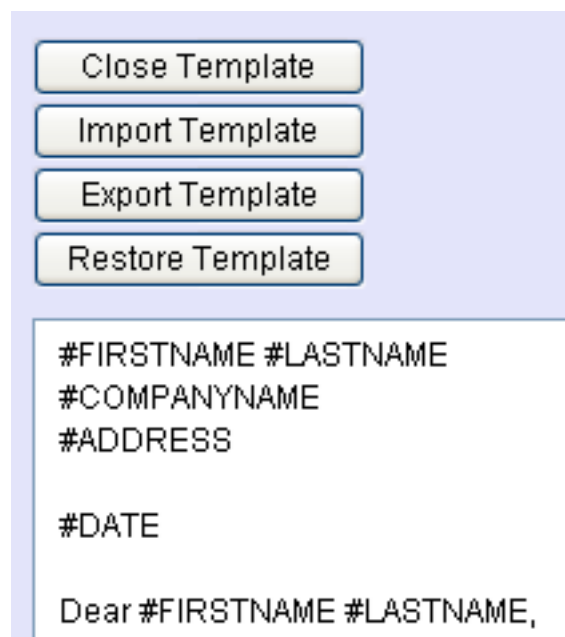 Close Template
Import Template
Export Template
Restore Template
#FIRSTNAME #LASTNAME
#COMPANYNAME
#ADDRESS
#DATE
Dear #FIRSTNAME #LASTNAME,